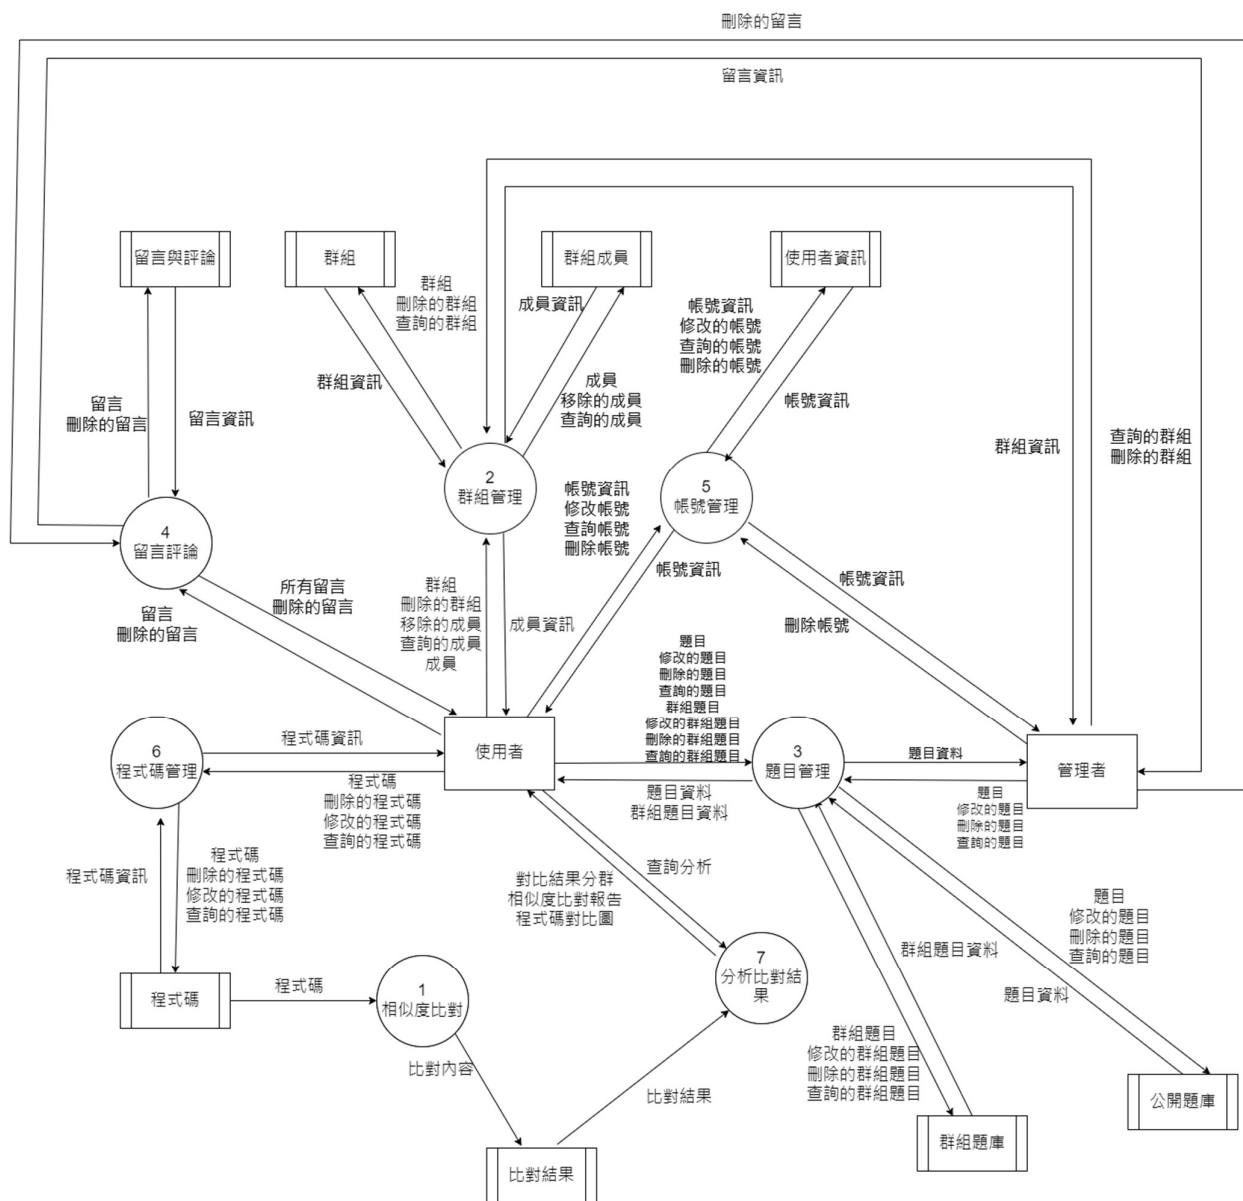 刪除的留言
留言資訊
留言與評論
群組
群組成員
使用者資訊
群組
刪除的群組
查詢的群組
成員資訊
帳號資訊
修改的帳號
查詢的帳號
刪除的帳號
群組資訊
成員
移除的成員
查詢的成員
帳號資訊
留言
刪除的留言
留言資訊
群組資訊
查詢的群組
刪除的群組
2
群組管理
5
帳號管理
帳號資訊
修改帳號
查詢帳號
刪除帳號
4
留言評論
帳號資訊
帳號資訊
所有留言
刪除的留言
留言
刪除的留言
群組
刪除的群組
移除的成員
查詢的成員
成員
成員資訊
刪除帳號
題目
修改的題目
刪除的題目
查詢的題目
群組題目
修改的群組題目
刪除的群組題目
查詢的群組題目
6
程式碼管理
程式碼資訊
使用者
3
題目管理
題目資料
管理者
程式碼
刪除的程式碼
修改的程式碼
查詢的程式碼
題目資料
群組題目資料
題目
修改的題目
刪除的題目
查詢的題目
程式碼資訊
程式碼
刪除的程式碼
修改的程式碼
查詢的程式碼
對比結果分群
相似度比對報告
程式碼對比圖
查詢分析
題目
修改的題目
刪除的題目
查詢的題目
群組題目資料
題目資料
程式碼
程式碼
1
相似度比對
7
分析比對結
果
比對內容
比對結果
群組題目
修改的群組題目
刪除的群組題目
查詢的群組題目
公開題庫
群組題庫
比對結果